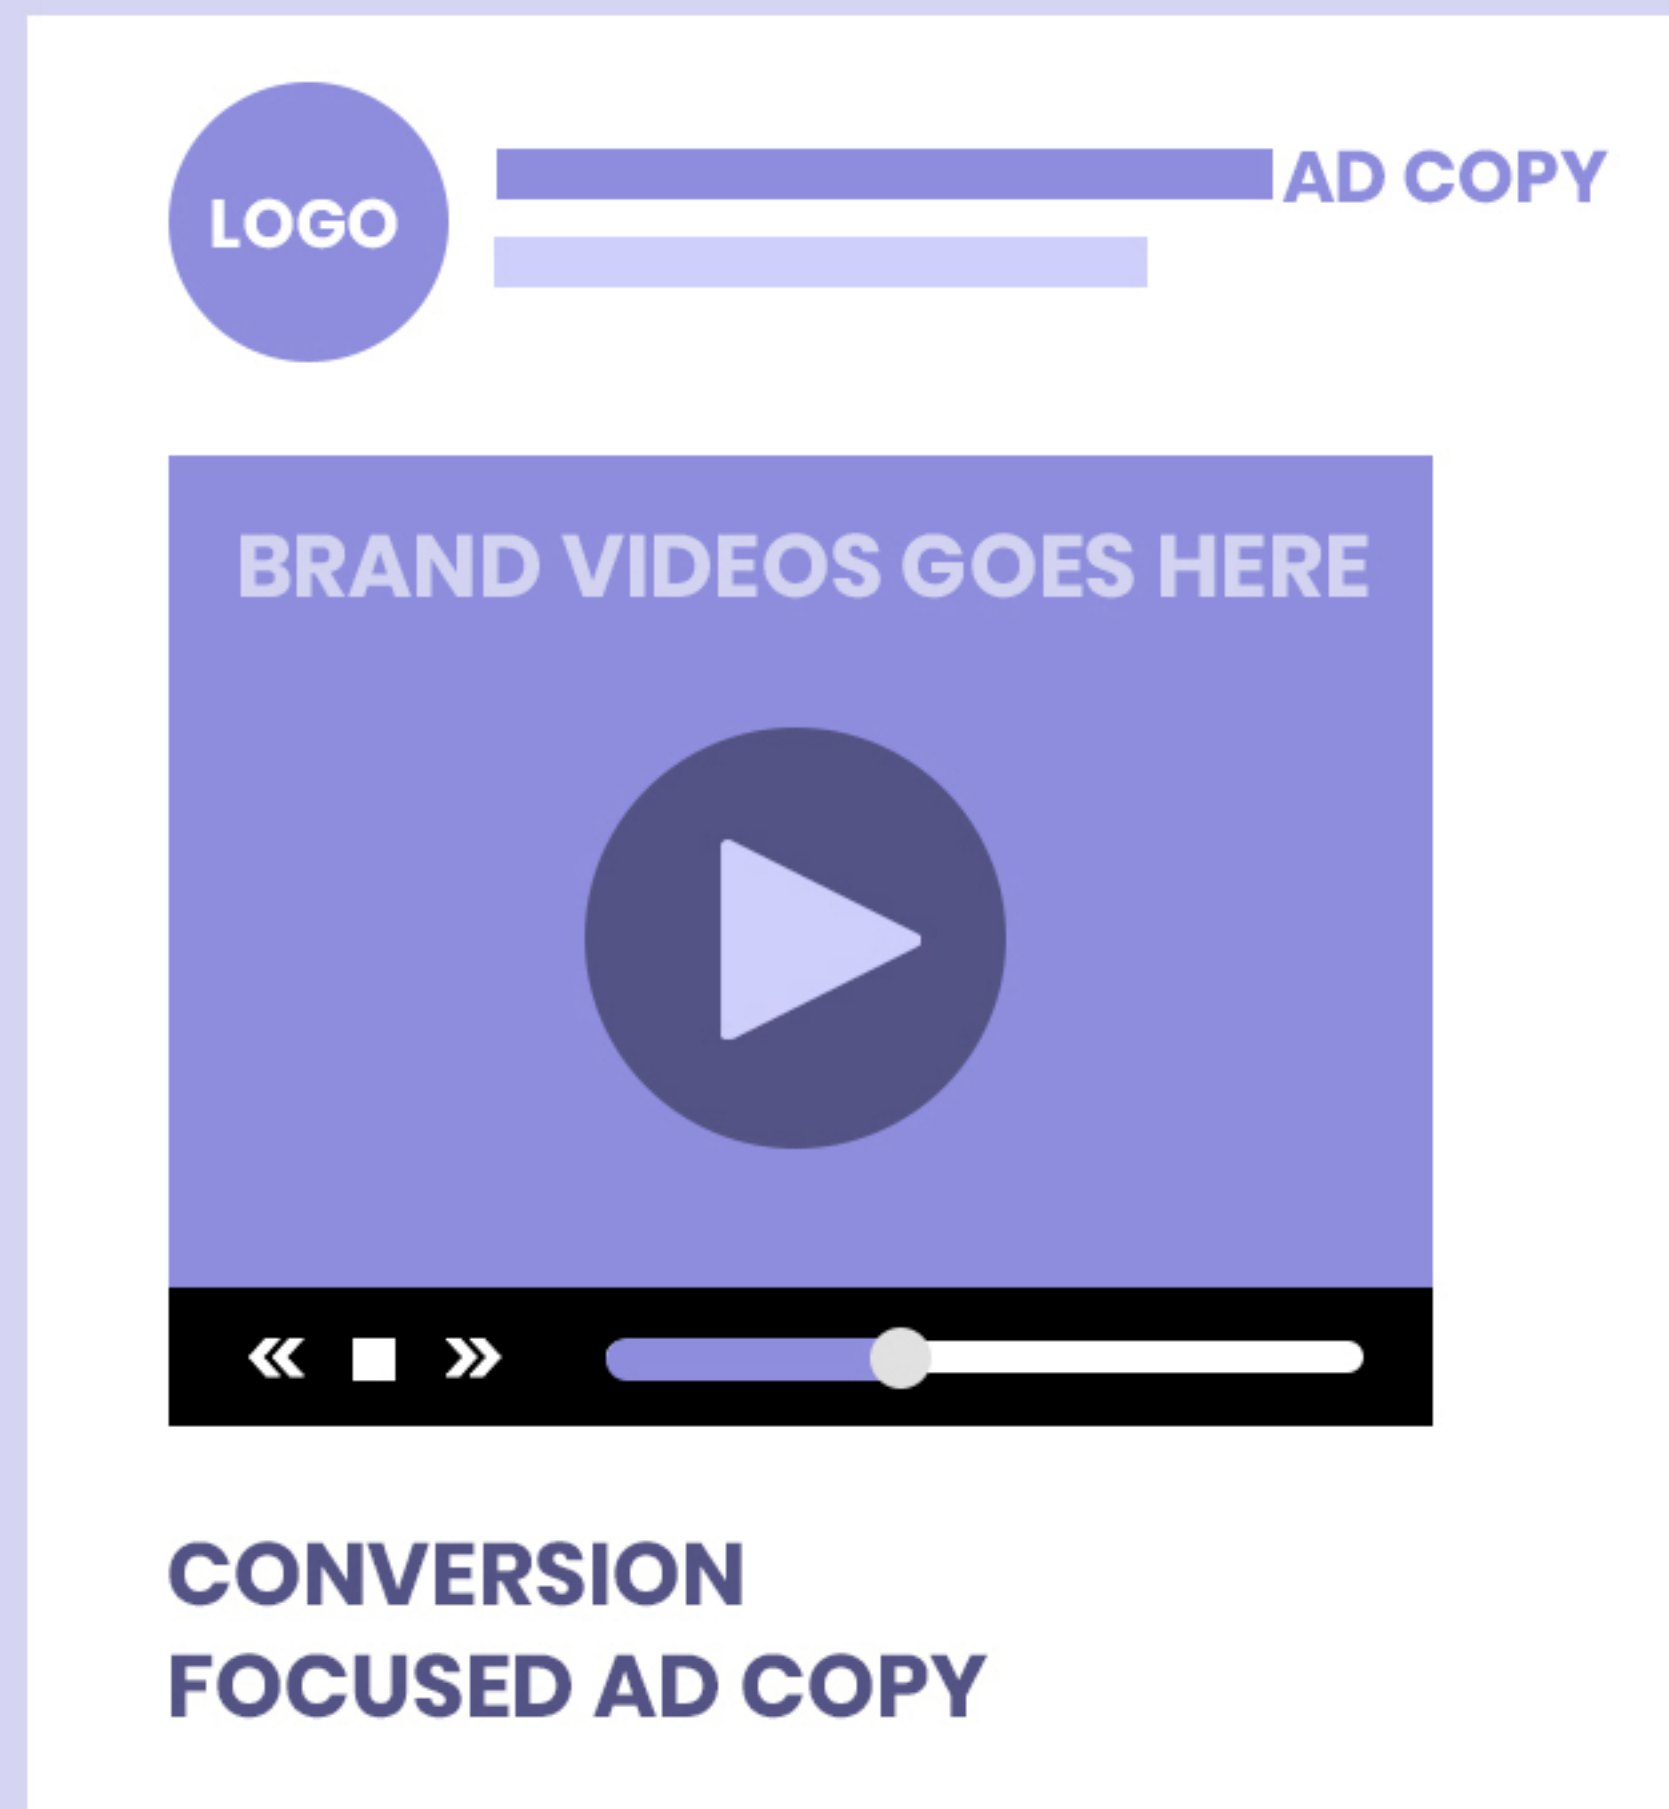 LOGO
AD COPY
BRAND VIDEOS GOES HERE
CONVERSION
FOCUSED AD COPY